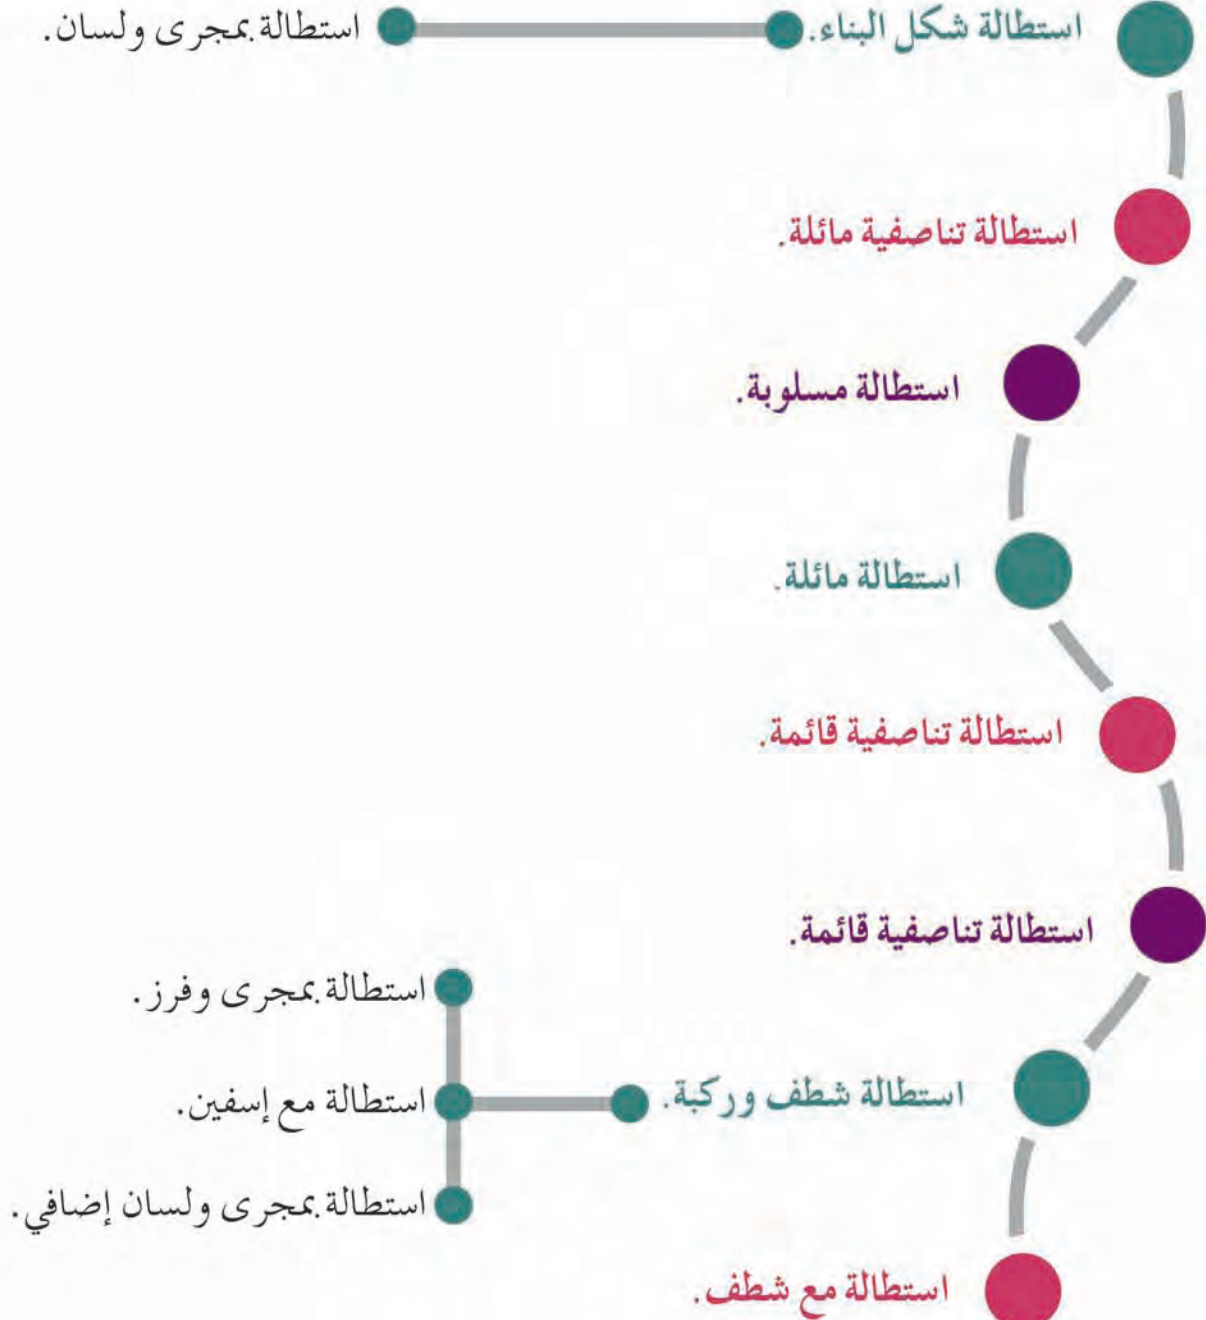 استطالة شكل البناء.
استطالة بمجرى ولسان.
استطالة تناصفية مائلة.
استطالة مسلوبة.
استطالة مائلة.
استطالة تناصفية قائمة.
استطالة تناصفية قائمة.
استطالة شطف وركبة.
استطالة بمجرى وفرز.
استطالة مع إسفين.
استطالة بمجرى ولسان إضافي.
استطالة مع شطف.